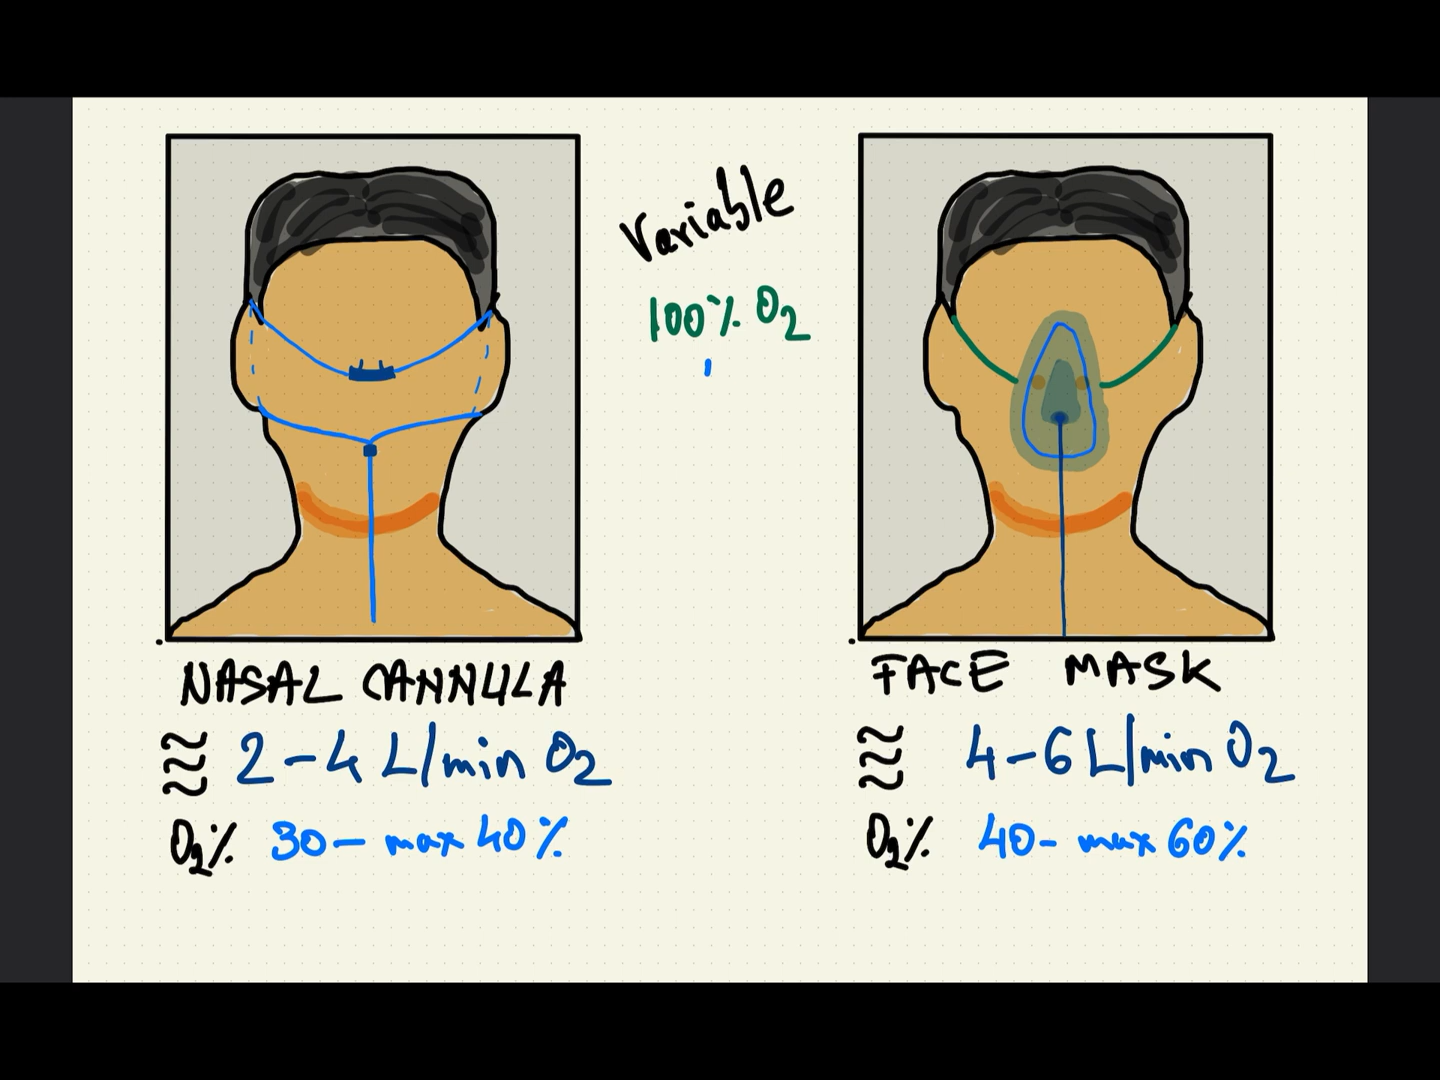 Variable
100% O2
NASAL CANNULA
≈ 2-4 L/min O2
O2% 30- max 40%
FACE MASK
≈ 4-6 L/min O2
O2% 40- max 60%